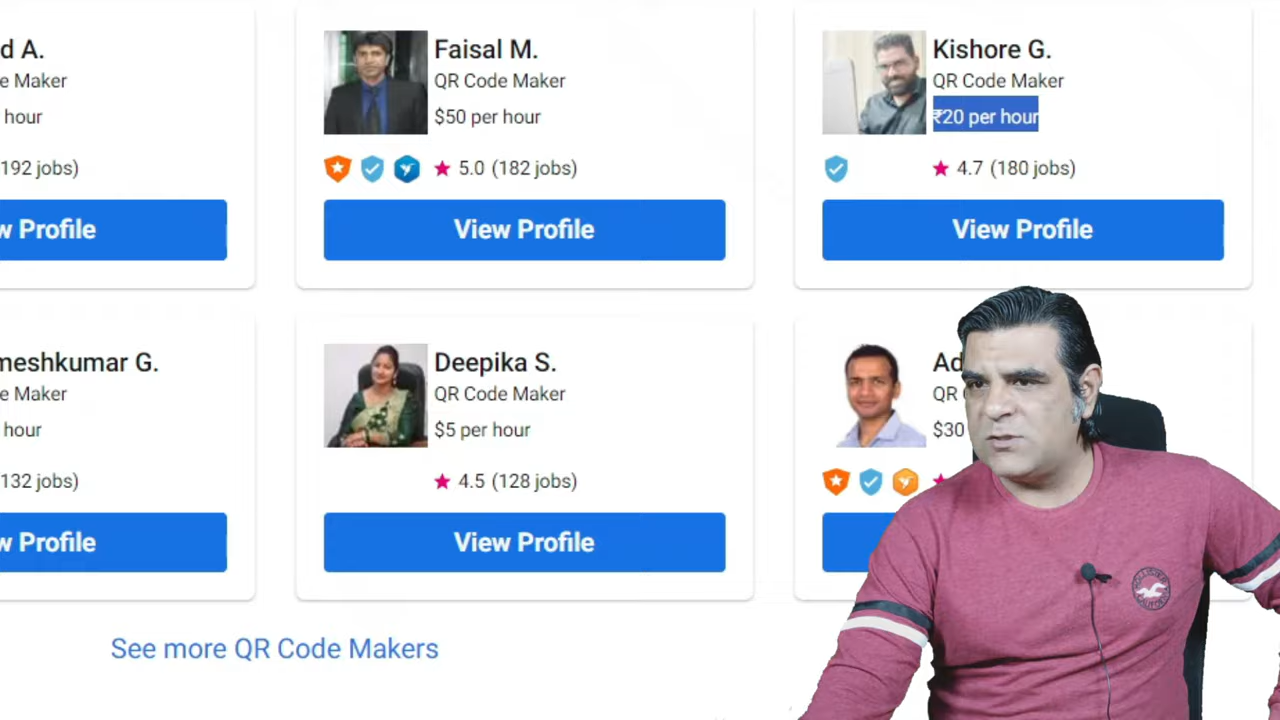 d A.
e Maker
hour
192 jobs)
w Profile
Faisal M.
QR Code Maker
$50 per hour
5.0 (182 jobs)
View Profile
Kishore G.
QR Code Maker
₹20 per hour
4.7 (180 jobs)
View Profile
meshkumar G.
e Maker
hour
132 jobs)
w Profile
Deepika S.
QR Code Maker
$5 per hour
4.5 (128 jobs)
View Profile
Ad
QR
$30
See more QR Code Makers